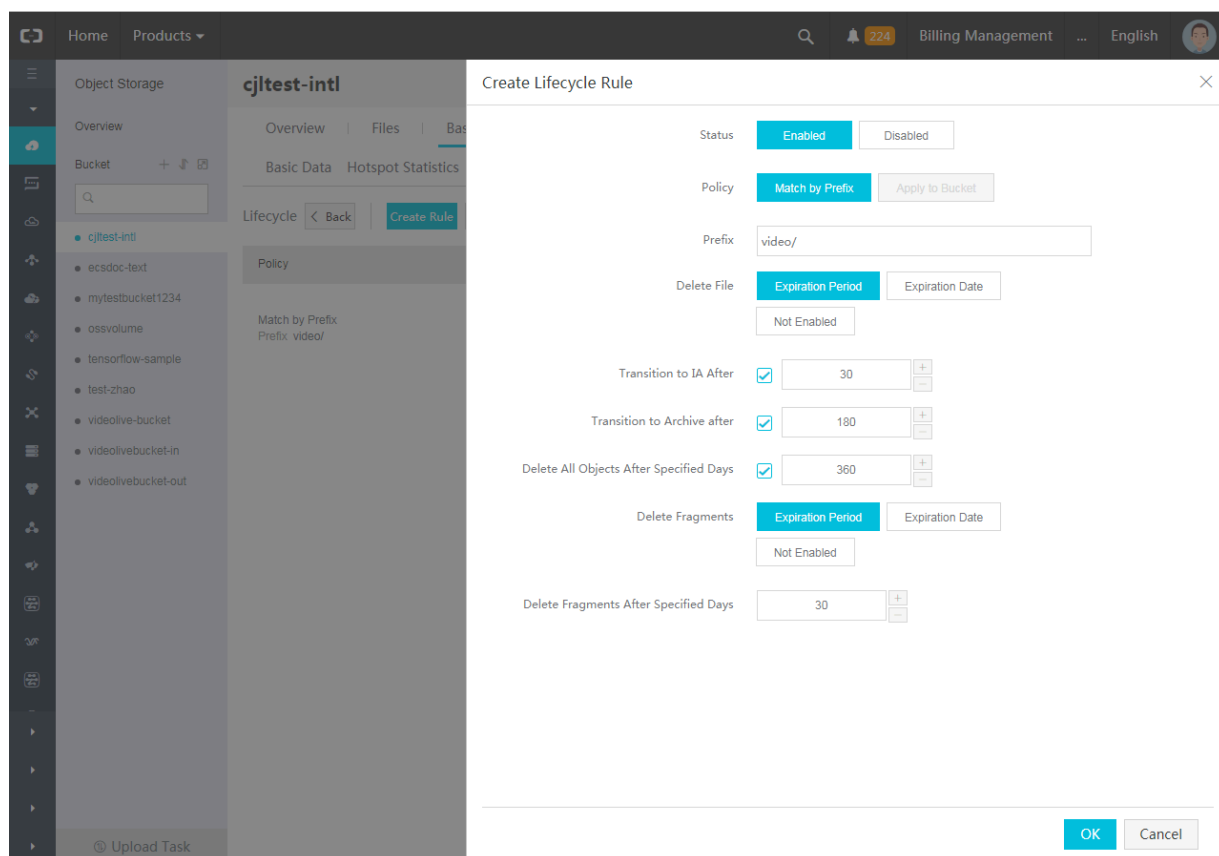 Home Products 224 Billing Management ... English
Object Storage
Overview
Bucket
cjltest-intl
ecsdoc-text
mytestbucket1234
ossvolume
tensorflow-sample
test-zhao
videolive-bucket
videolivebucket-in
videolivebucket-out
Upload Task
cjltest-intl
Overview Files Bas
Basic Data Hotspot Statistics
Lifecycle < Back Create Rule
Policy
Match by Prefix
Prefix video/
Create Lifecycle Rule
Status Enabled Disabled
Policy Match by Prefix Apply to Bucket
Prefix video/
Delete File Expiration Period Expiration Date
Not Enabled
Transition to IA After 30
Transition to Archive after 180
Delete All Objects After Specified Days 360
Delete Fragments Expiration Period Expiration Date
Not Enabled
Delete Fragments After Specified Days 30
OK Cancel